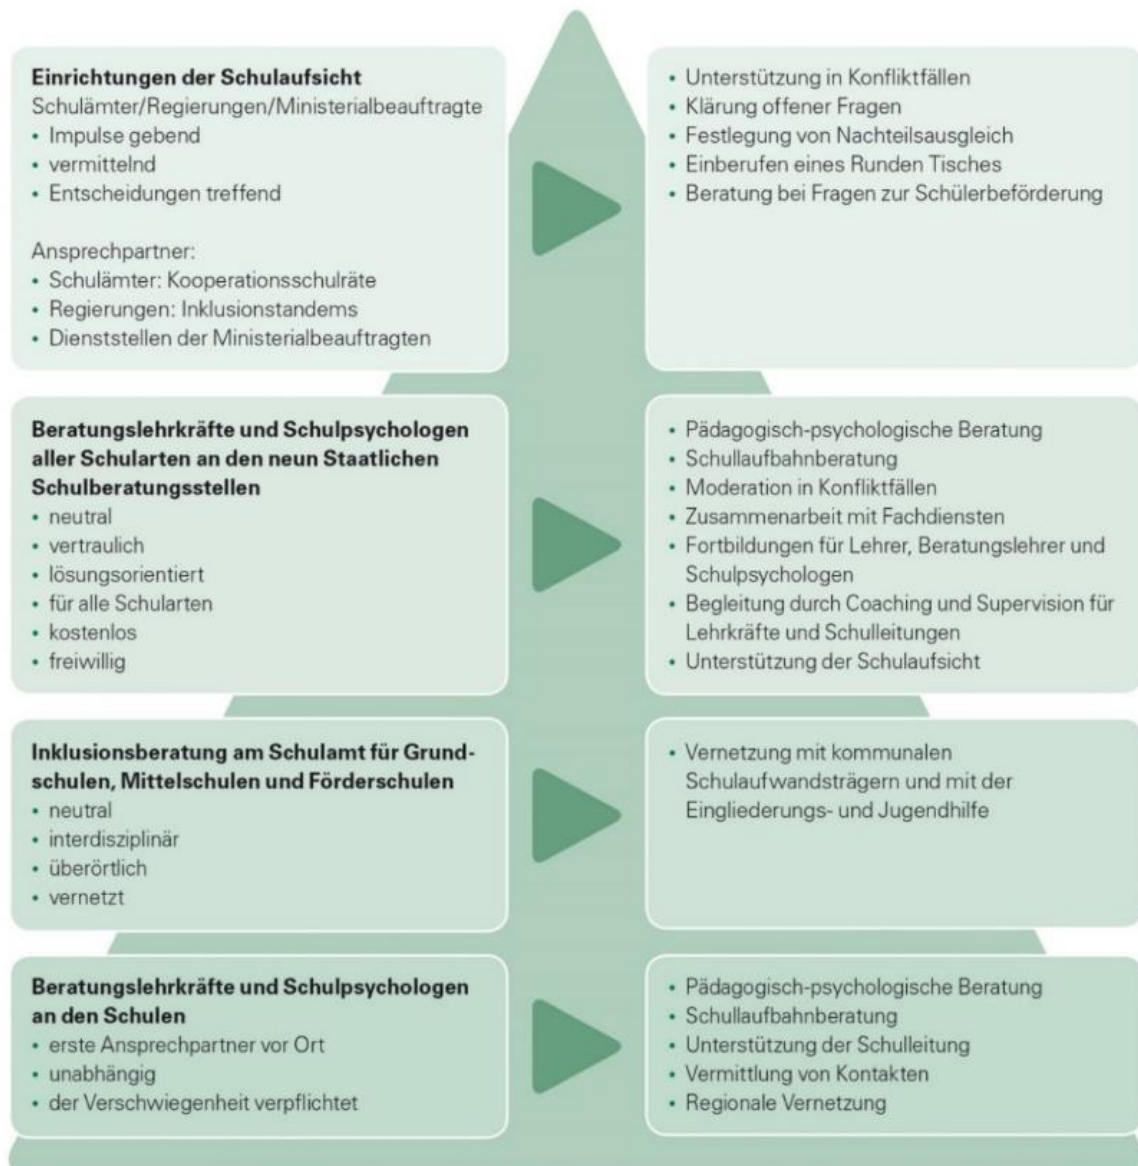 Einrichtungen der Schulaufsicht
Schulämter/Regierungen/Ministerialbeauftragte
• Impulse gebend
• vermittelnd
• Entscheidungen treffend
Ansprechpartner:
• Schulämter: Kooperationsschulräte
• Regierungen: Inklusionstandems
• Dienststellen der Ministerialbeauftragten
• Unterstützung in Konfliktfällen
• Klärung offener Fragen
• Festlegung von Nachteilsausgleich
• Einberufen eines Runden Tisches
• Beratung bei Fragen zur Schülerbeförderung
Beratungslehrkräfte und Schulpsychologen
aller Schularten an den neun Staatlichen
Schulberatungsstellen
• neutral
• vertraulich
• lösungsorientiert
• für alle Schularten
• kostenlos
• freiwillig
• Pädagogisch-psychologische Beratung
• Schullaufbahnberatung
• Moderation in Konfliktfällen
• Zusammenarbeit mit Fachdiensten
• Fortbildungen für Lehrer, Beratungslehrer und
Schulpsychologen
• Begleitung durch Coaching und Supervision für
Lehrkräfte und Schulleitungen
• Unterstützung der Schulaufsicht
Inklusionsberatung am Schulamt für Grund-
schulen, Mittelschulen und Förderschulen
• neutral
• interdisziplinär
• überörtlich
• vernetzt
• Vernetzung mit kommunalen
Schulaufwandsträgern und mit der
Eingliederungs- und Jugendhilfe
Beratungslehrkräfte und Schulpsychologen
an den Schulen
• erste Ansprechpartner vor Ort
• unabhängig
• der Verschwiegenheit verpflichtet
• Pädagogisch-psychologische Beratung
• Schullaufbahnberatung
• Unterstützung der Schulleitung
• Vermittlung von Kontakten
• Regionale Vernetzung